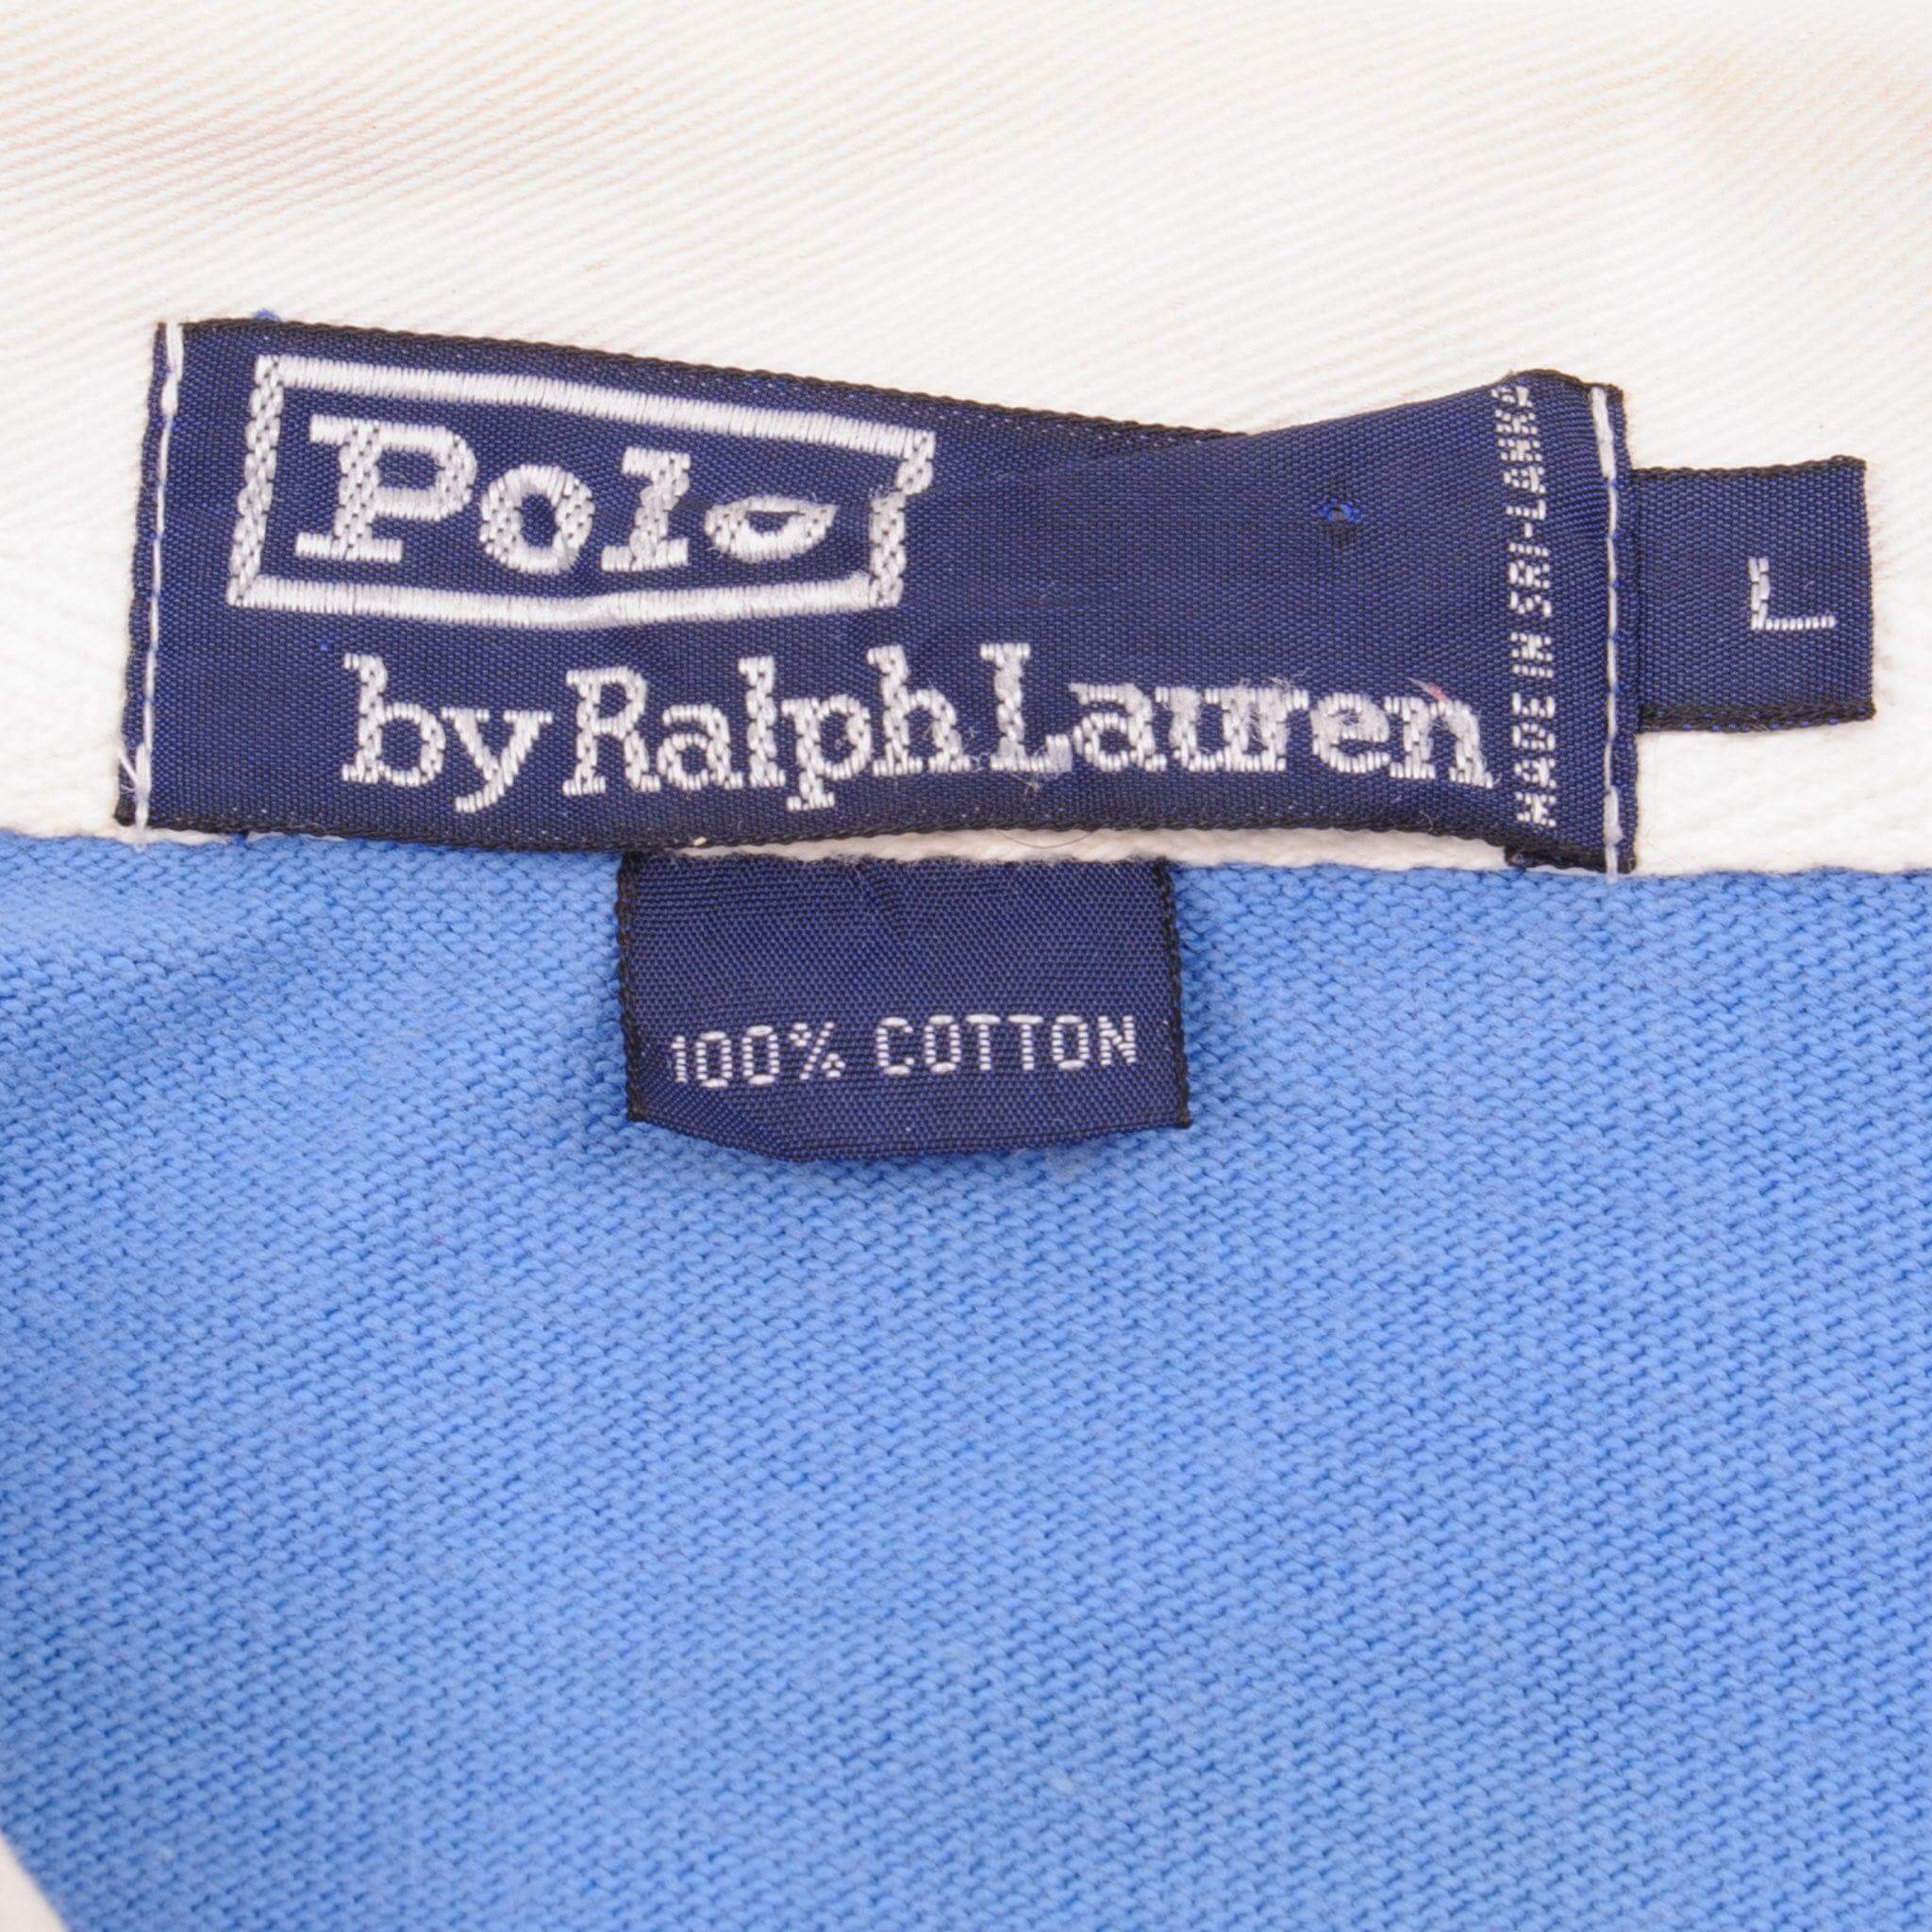 Polo
by Ralph Lauren
MADE IN SRI-LANKA
L
100% COTTON